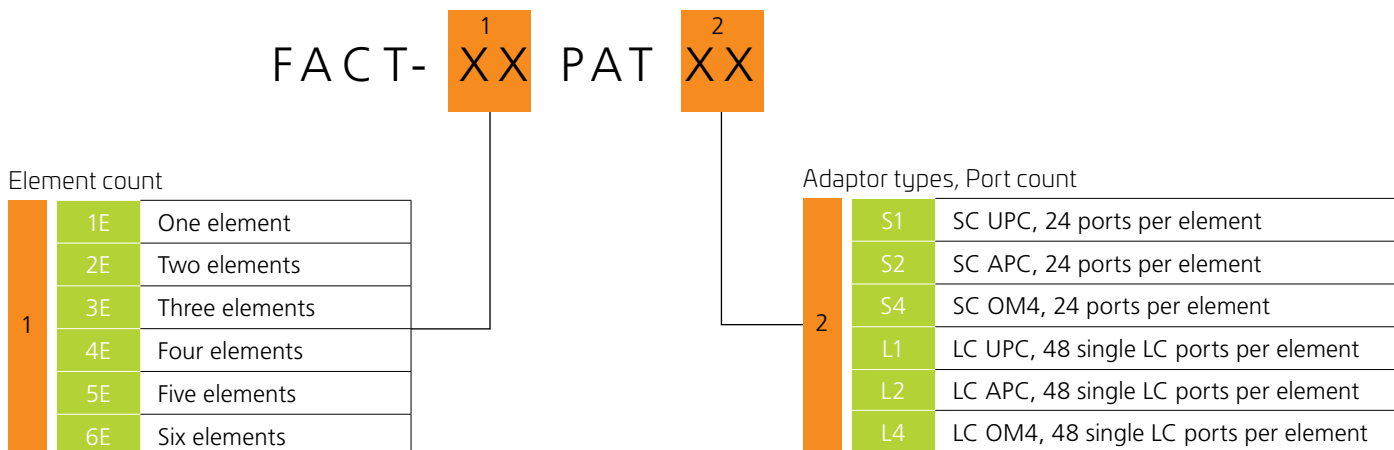 1 2
FACT- XX PAT XX
Element count
1
1E One element
2E Two elements
3E Three elements
4E Four elements
5E Five elements
6E Six elements
Adaptor types, Port count
2
S1 SC UPC, 24 ports per element
S2 SC APC, 24 ports per element
S4 SC OM4, 24 ports per element
L1 LC UPC, 48 single LC ports per element
L2 LC APC, 48 single LC ports per element
L4 LC OM4, 48 single LC ports per element